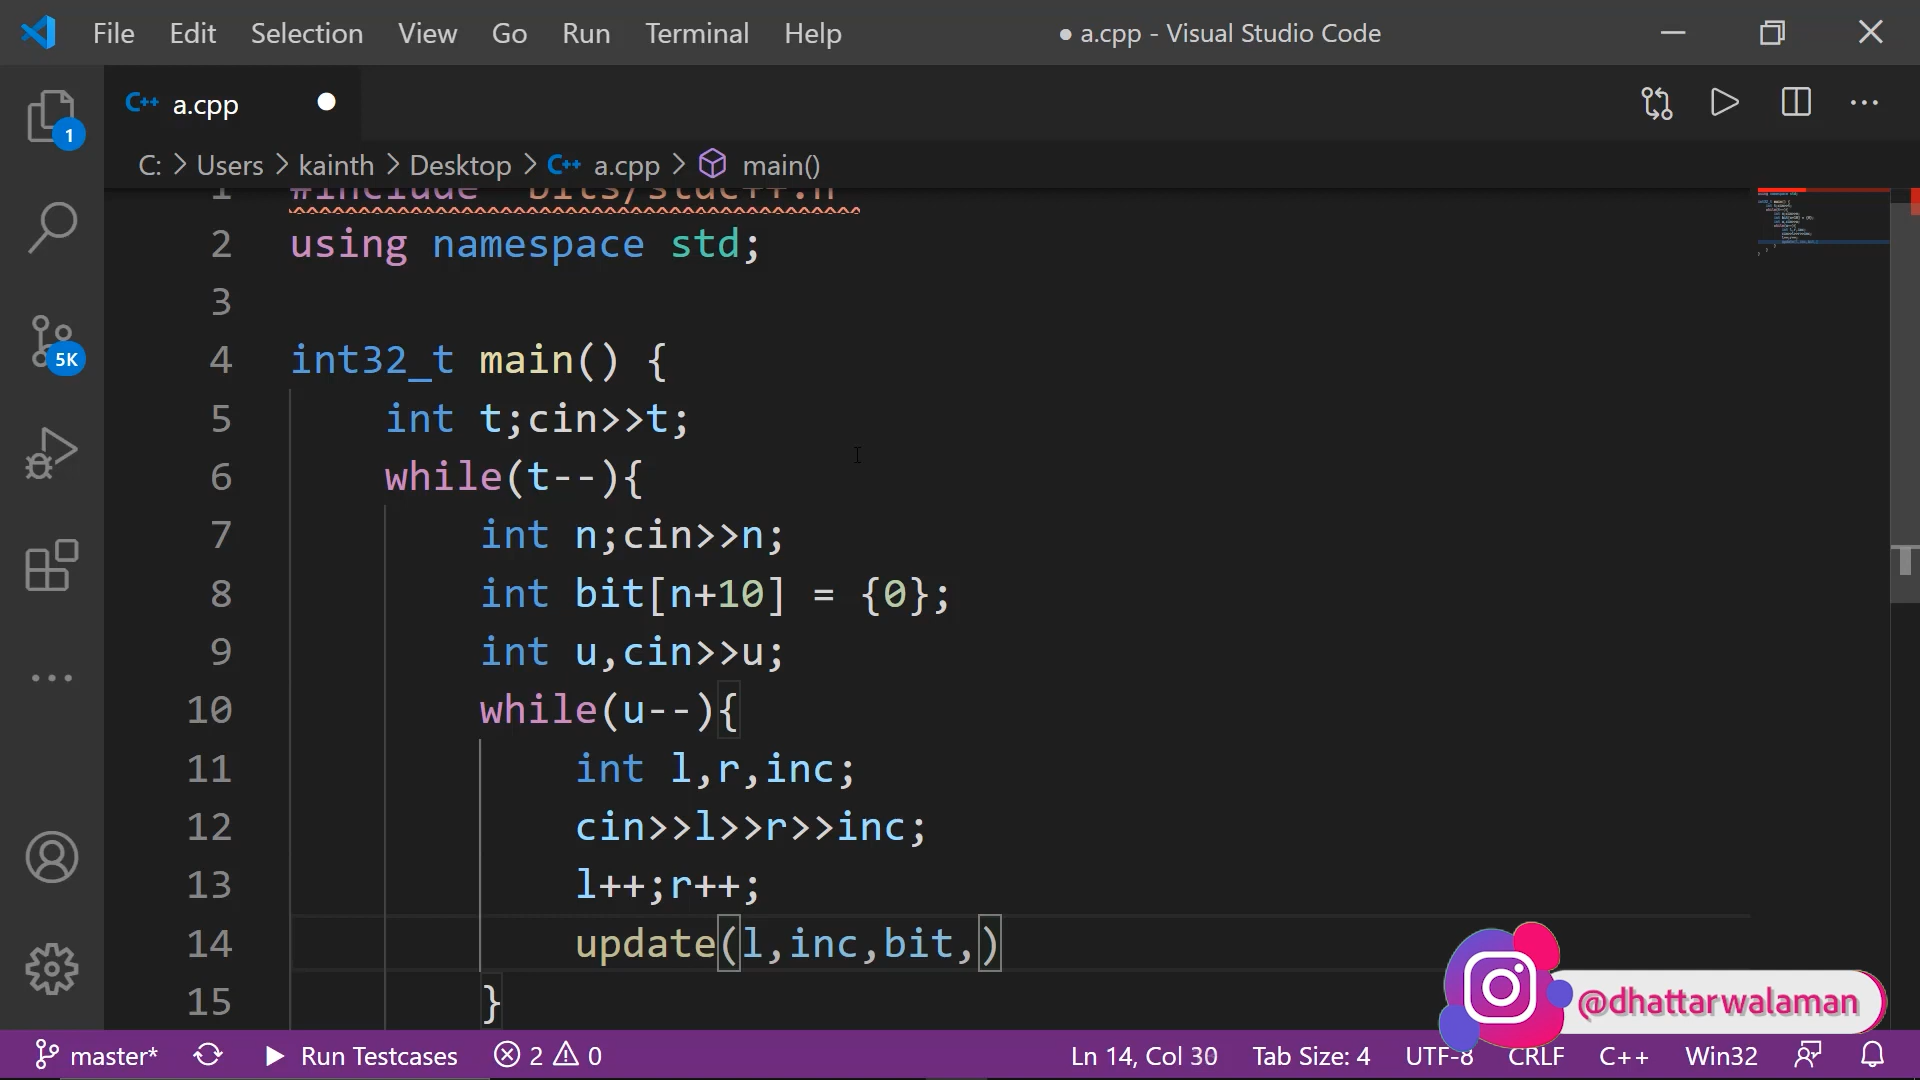 File Edit Selection View Go Run Terminal Help ● a.cpp - Visual Studio Code
C++ a.cpp
1
C: > Users > kainth > Desktop > C++ a.cpp > main()
1 #include "bits/stdc++.h"
2 using namespace std;
3
4 int32_t main() {
5 int t;cin>>t;
6 while(t--){
7 int n;cin>>n;
8 int bit[n+10] = {0};
9 int u,cin>>u;
10 while(u--){
11 int l,r,inc;
12 cin>>l>>r>>inc;
13 l++;r++;
14 update(l,inc,bit,)
15 }
5K
@dhattarwalaman
master* Run Testcases 2 0 Ln 14, Col 30 Tab Size: 4 UTF-8 CRLF C++ Win32